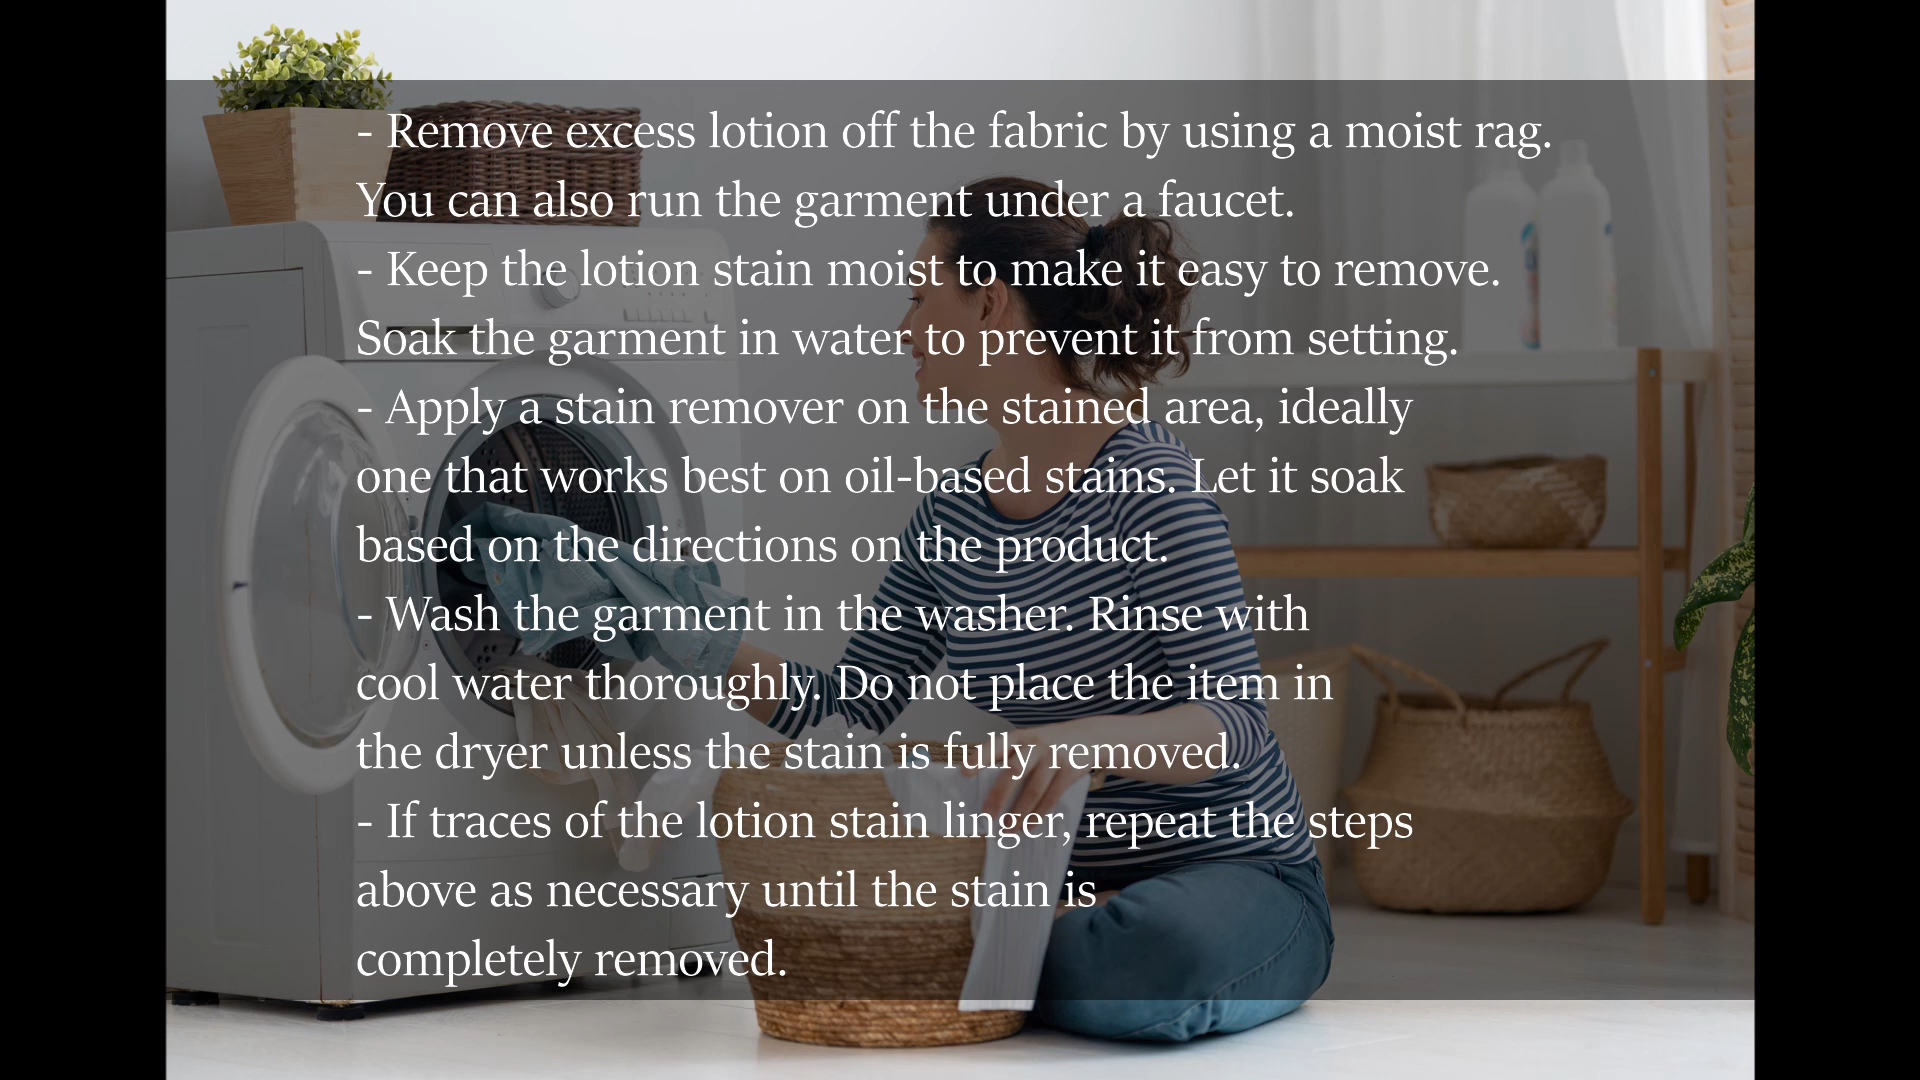 - Remove excess lotion off the fabric by using a moist rag.
You can also run the garment under a faucet.
- Keep the lotion stain moist to make it easy to remove.
Soak the garment in water to prevent it from setting.
- Apply a stain remover on the stained area, ideally
one that works best on oil-based stains. Let it soak
based on the directions on the product.
- Wash the garment in the washer. Rinse with
cool water thoroughly. Do not place the item in
the dryer unless the stain is fully removed.
- If traces of the lotion stain linger, repeat the steps
above as necessary until the stain is
completely removed.